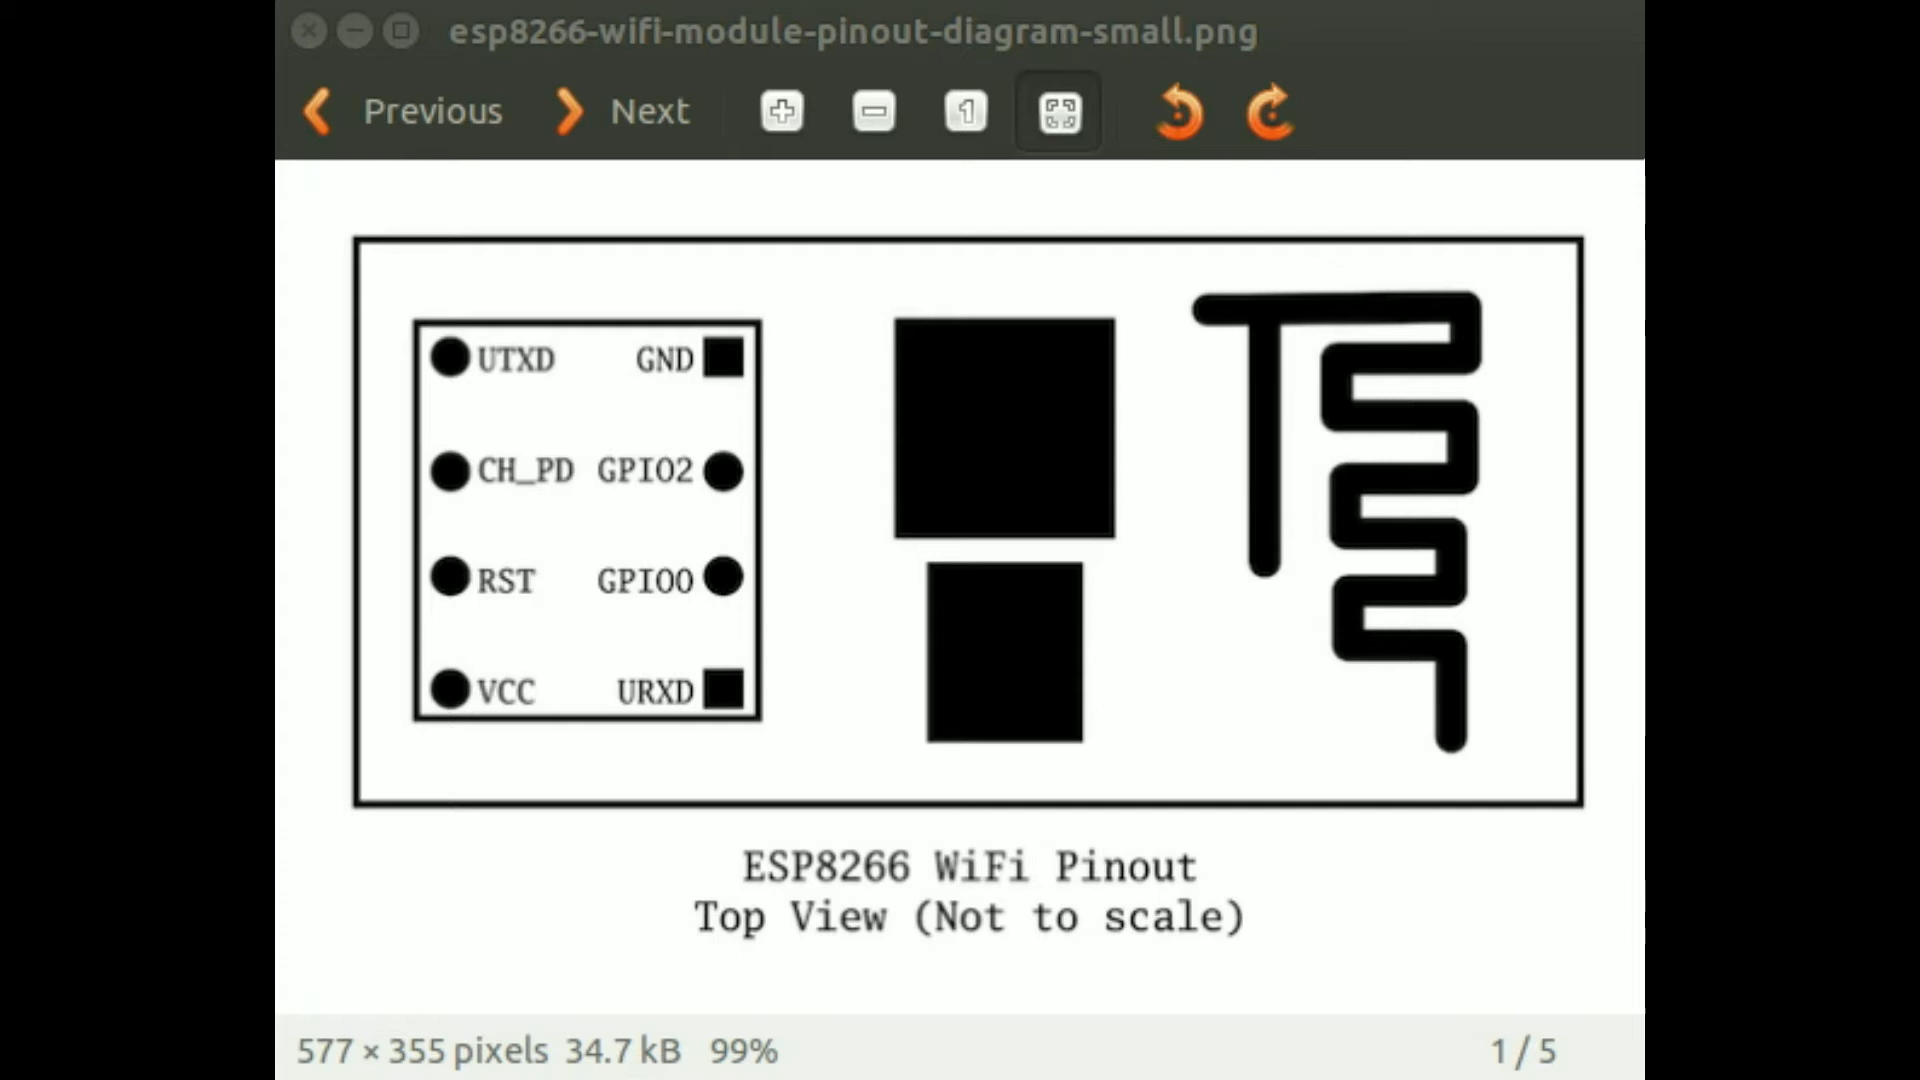 esp8266-wifi-module-pinout-diagram-small.png
Previous Next
UTXD GND
CH_PD GPIO2
RST GPIO0
VCC URXD
ESP8266 WiFi Pinout
Top View (Not to scale)
577 × 355 pixels 34.7 kB 99% 1 / 5